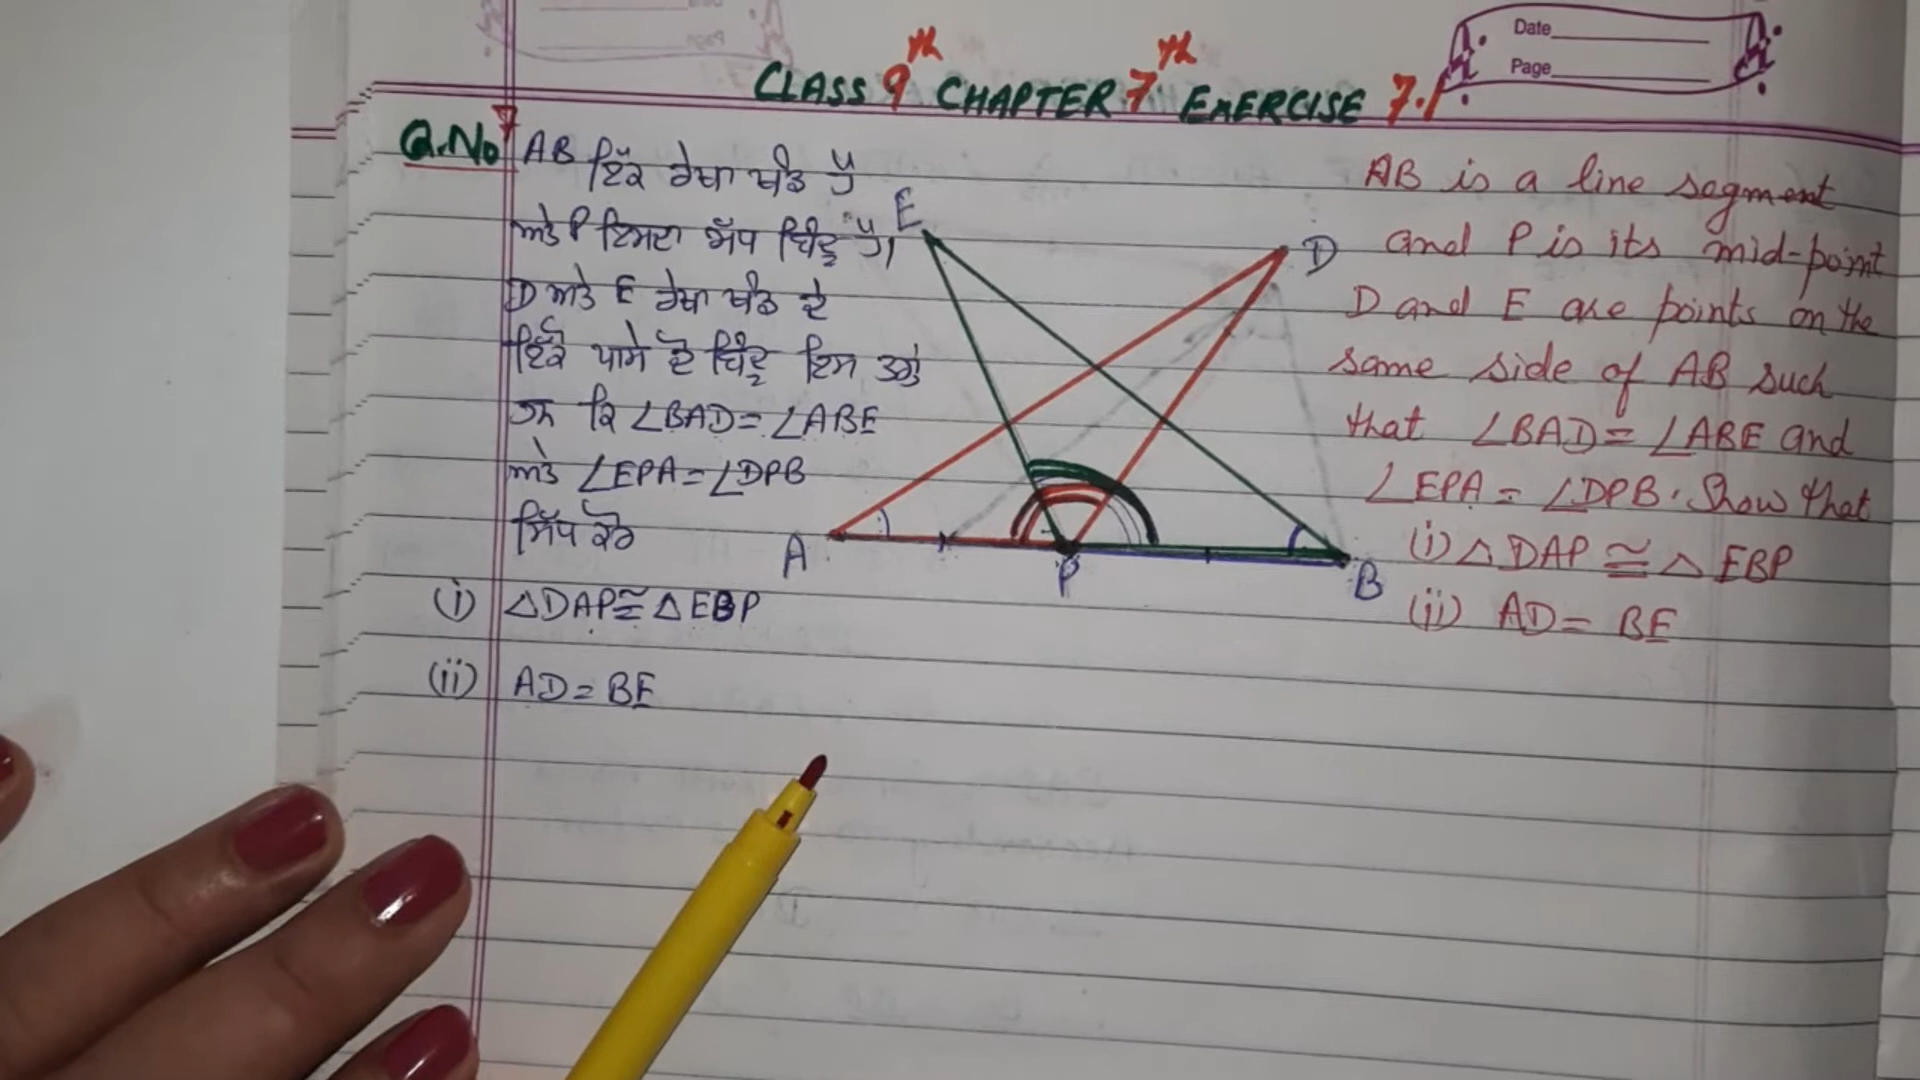 Date
Page
CLASS 9th CHAPTER 7th EXERCISE 7.1
Q.No 7
AB ਇੱਕ ਰੇਖਾ ਖੰਡ ਹੈ
ਅਤੇ P ਇਸਦਾ ਮੱਧ ਬਿੰਦੂ ਹੈ।
D ਅਤੇ E ਰੇਖਾ ਖੰਡ ਦੇ
ਇੱਕੋ ਪਾਸੇ ਦੋ ਬਿੰਦੂ ਇਸ ਤਰ੍ਹਾਂ
ਹਨ ਕਿ ∠BAD = ∠ABE
ਅਤੇ ∠EPA = ∠DPB
ਸਿੱਧ ਕਰੋ
(i) △DAP ≅ △EBP
(ii) AD = BE
E
D
A
P
B
AB is a line segment
and P is its mid-point
D and E are points on the
same side of AB such
that ∠BAD = ∠ABE and
∠EPA = ∠DPB. Show that
(i) △ DAP ≅ △ EBP
(ii) AD = BE